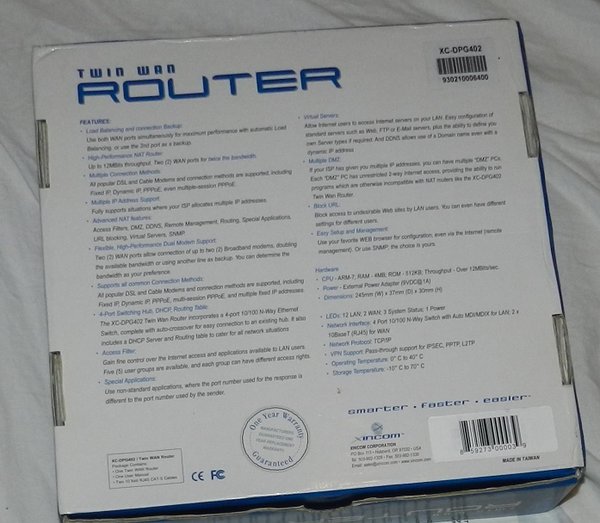 TWIN WAN
ROUTER
XC-DPG402
930210006400
FEATURES:
• Load Balancing and connection Backup:
Use both WAN ports simultaneously for maximum performance with automatic Load
Balancing, or use the 2nd port as a backup.
• High-Performance NAT Router:
Up to 12MBits throughput. Two (2) WAN ports for twice the bandwidth.
• Multiple Connection Methods:
All popular DSL and Cable Modems and connection methods are supported, including
Fixed IP, Dynamic IP, PPPoE, even multiple-session PPPoE.
• Multiple IP Address Support:
Fully supports situations where ISP allocates multiple IP addresses.
• Advanced NAT features:
Access Filters, DMZ, DDNS, Remote Management, Routing, Special Applications,
URL blocking, Virtual Servers, SNMP.
• Flexible, High-Performance Dual Modem Support:
Two (2) WAN ports allow connection of up to two (2) Broadband modems, doubling
the available bandwidth or using another line as backup. You can determine the
bandwidth as your preference.
• Supports all common Connection Methods:
All popular DSL and Cable Modems and connection methods are supported, including
Fixed IP, Dynamic IP, PPPoE, multi-session PPPoE, and multiple fixed IP addresses.
• 4-Port Switching Hub, DHCP, Routing Table:
The XC-DPG402 Twin WAN Router incorporates a 4-port 10/100 N-Way Ethernet
Switch, complete with auto-crossover for easy connection to an existing hub. It also
includes a DHCP Server and Routing table to cater for all network situations
• Access Filter:
Gain fine control over the Internet access and applications available to LAN users.
Five (5) user groups are available, and each group can have different access rights.
• Special Applications:
Use non-standard applications, where the port number used for the response is
different to the port number used by the sender.
• Virtual Servers:
Allow Internet users to access Internet servers on your LAN. Easy configuration of
standard servers such as Web, FTP or E-Mail servers, plus the ability to define you
own Server types if required. And DDNS allows use of a Domain name even with a
dynamic IP address
• Multiple DMZ:
If your ISP has given you multiple IP addresses, you can have multiple "DMZ" PCs.
Each "DMZ" PC has unrestricted 2-way Internet access, providing the ability to run
programs which are otherwise incompatible with NAT routers like the XC-DPG402
Twin Wan Router.
• Block URL:
Block access to undesirable Web sites by LAN users. You can even have different
settings for different users.
• Easy Setup and Management:
Use your favorite WEB browser for configuration, even via the Internet (remote
management). Or use SNMP, the choice is yours.
Hardware
• CPU - ARM-7; RAM - 4MB; ROM - 512KB; Throughput - Over 12MBits/sec.
• Power - External Power Adapter (5VDC@1A)
• Dimensions: 245mm (W) x 37mm (D) x 30mm (H)
• LEDs: 12 LAN; 2 WAN; 3 System Status; 1 Power
• Network Interface: 4 Port 10/100 N-Way Switch with Auto MDI/MDIX for LAN; 2 x
10BaseT (RJ45) for WAN
• Network Protocol: TCP/IP
• VPN Support: Pass-through support for IPSEC, PPTP, L2TP
• Operating Temperature: 0° C to 40° C
• Storage Temperature: -10° C to 70° C
smarter • faster • easier
XC-DPG402 / Twin WAN Router
Package Contains:
• One Twin WAN Router
• One User Manual
• Two 10 foot RJ45 CAT-5 Cables
CE FC
One Year Warranty
MANUFACTURERS
GUARANTEED ONE
YEAR REPLACEMENT
WARRANTY
Guaranteed
XiNCOM
XINCOM CORPORATION
8 59273 00003 9
MADE IN TAIWAN